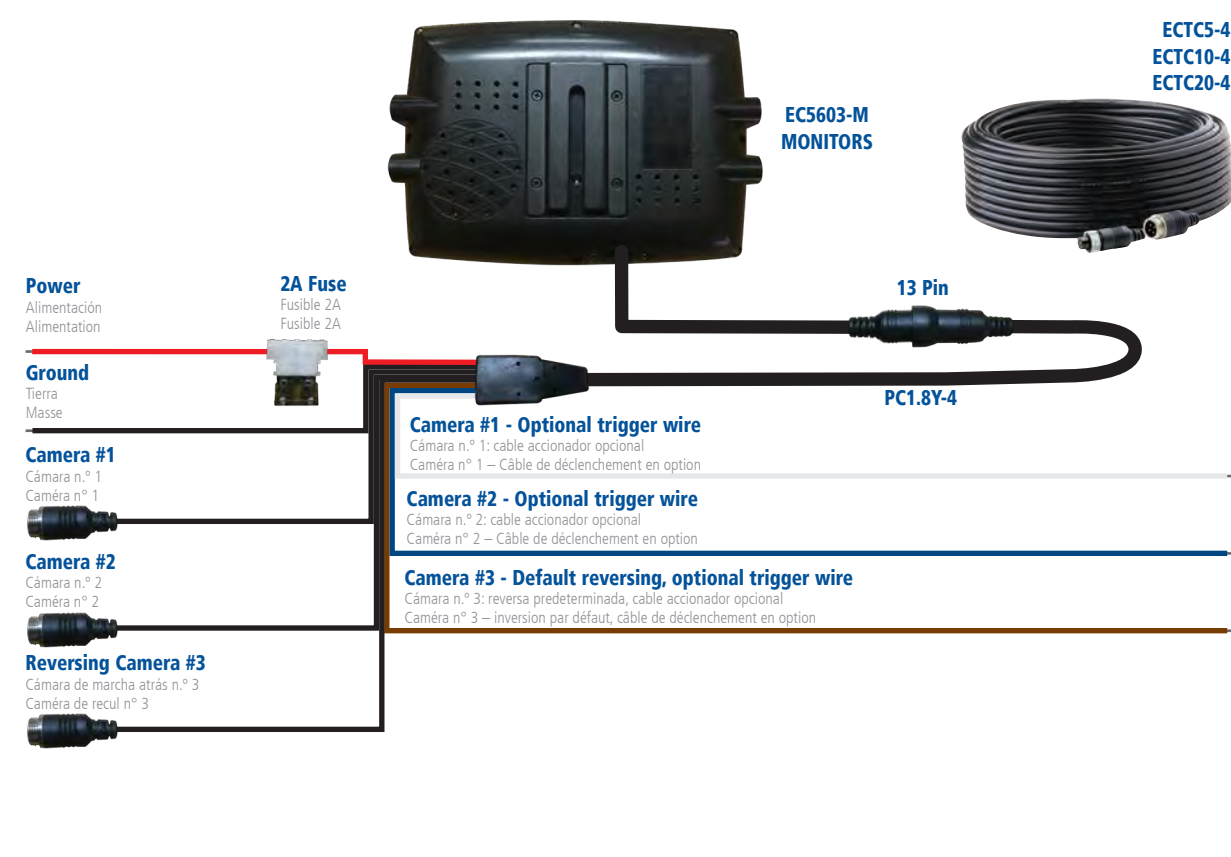 ECTC5-4
ECTC10-4
ECTC20-4
EC5603-M
MONITORS
Power
Alimentación
Alimentation
2A Fuse
Fusible 2A
Fusible 2A
13 Pin
Ground
Tierra
Masse
PC1.8Y-4
Camera #1 - Optional trigger wire
Cámara n.º 1: cable accionador opcional
Caméra n° 1 – Câble de déclenchement en option
Camera #1
Cámara n.º 1
Caméra n° 1
Camera #2 - Optional trigger wire
Cámara n.º 2: cable accionador opcional
Caméra n° 2 – Câble de déclenchement en option
Camera #2
Cámara n.º 2
Caméra n° 2
Camera #3 - Default reversing, optional trigger wire
Cámara n.º 3: reversa predeterminada, cable accionador opcional
Caméra n° 3 – inversion par défaut, câble de déclenchement en option
Reversing Camera #3
Cámara de marcha atrás n.º 3
Caméra de recul n° 3